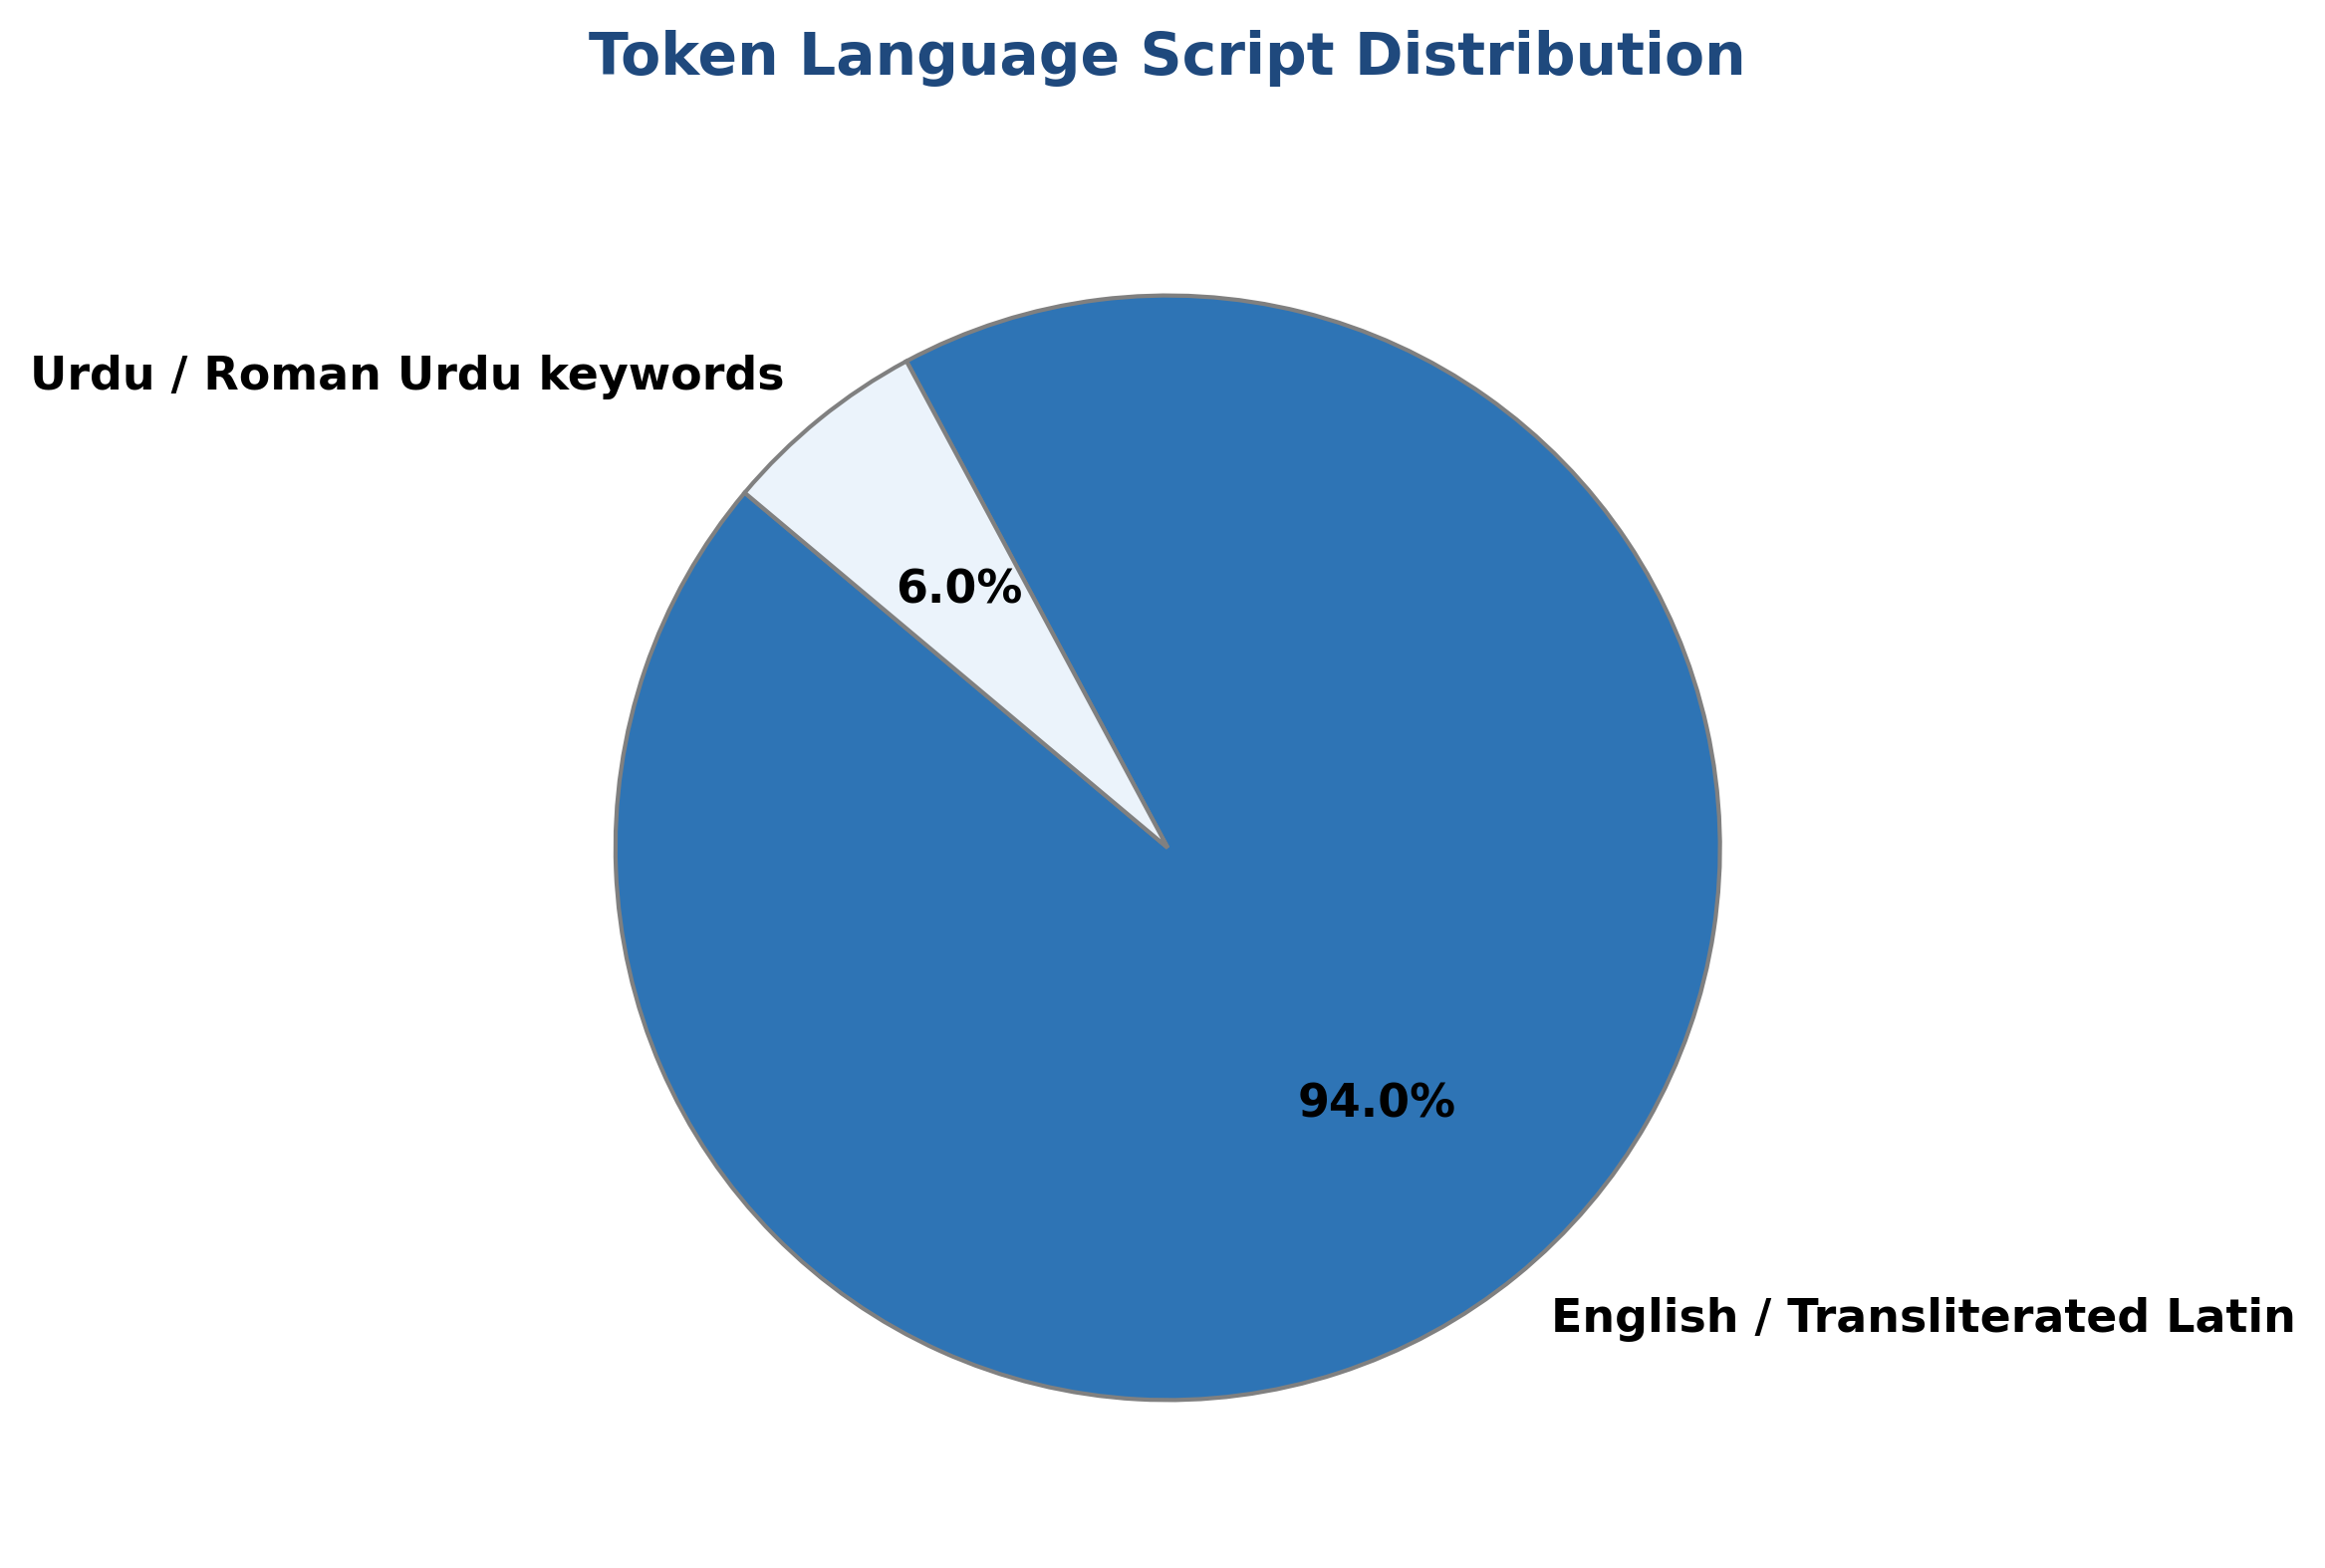 Token Language Script Distribution
Urdu / Roman Urdu keywords
6.0%
94.0%
English / Transliterated Latin